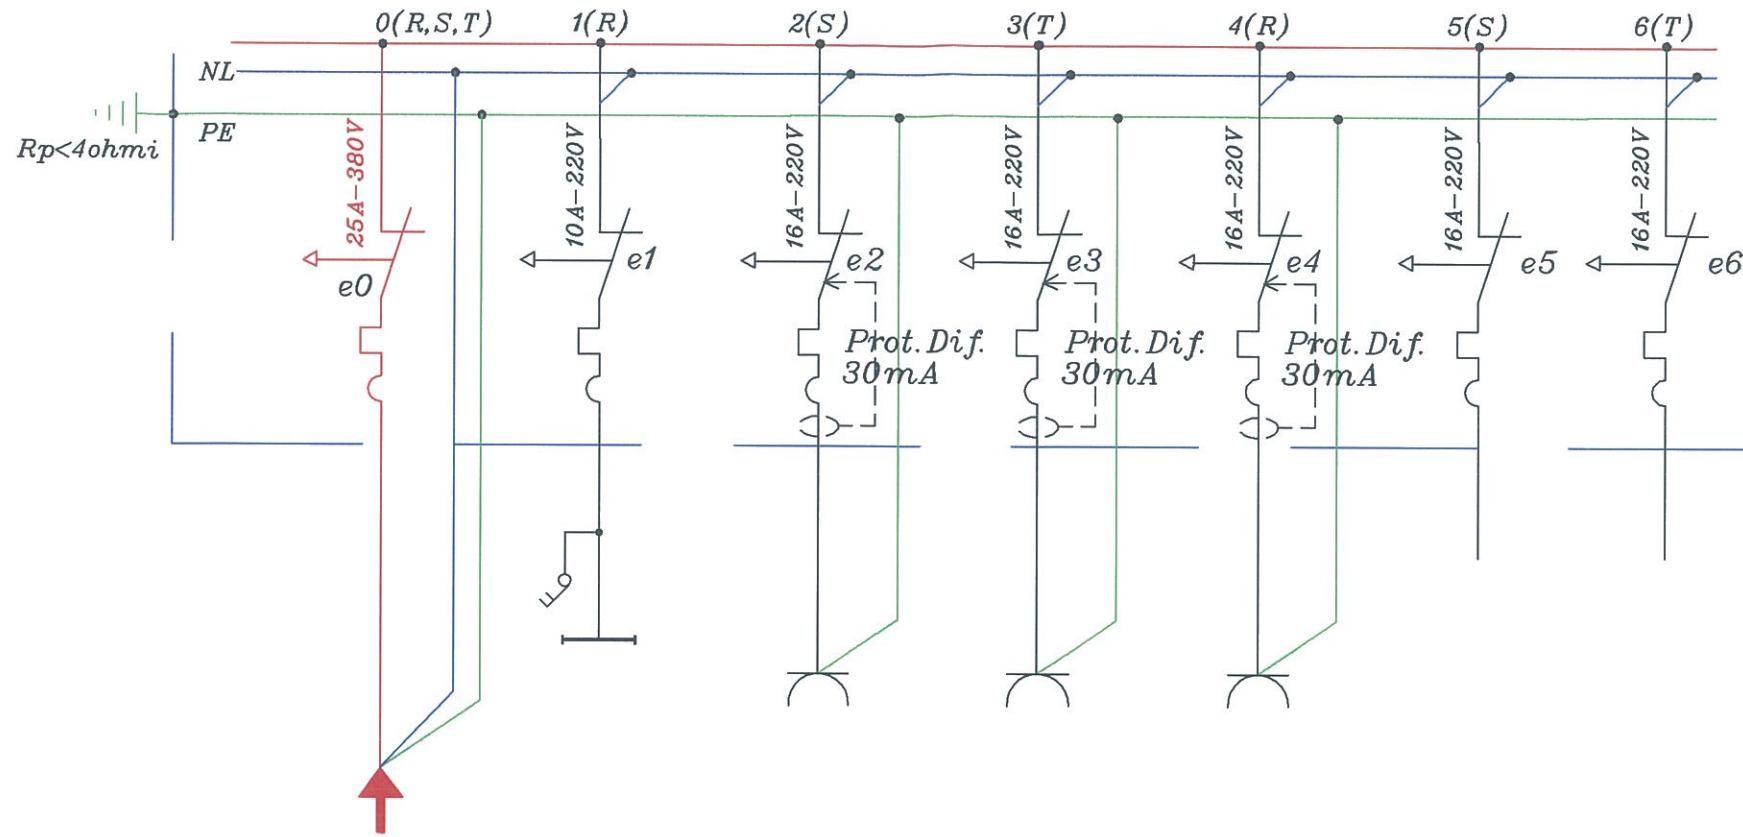 0(R,S,T)
1(R)
2(S)
3(T)
4(R)
5(S)
6(T)
NL
PE
Rp<4ohmi
25A-380V
10A-220V
16A-220V
16A-220V
16A-220V
16A-220V
16A-220V
e0
e1
e2
e3
e4
e5
e6
Prot.Dif.
30mA
Prot.Dif.
30mA
Prot.Dif.
30mA